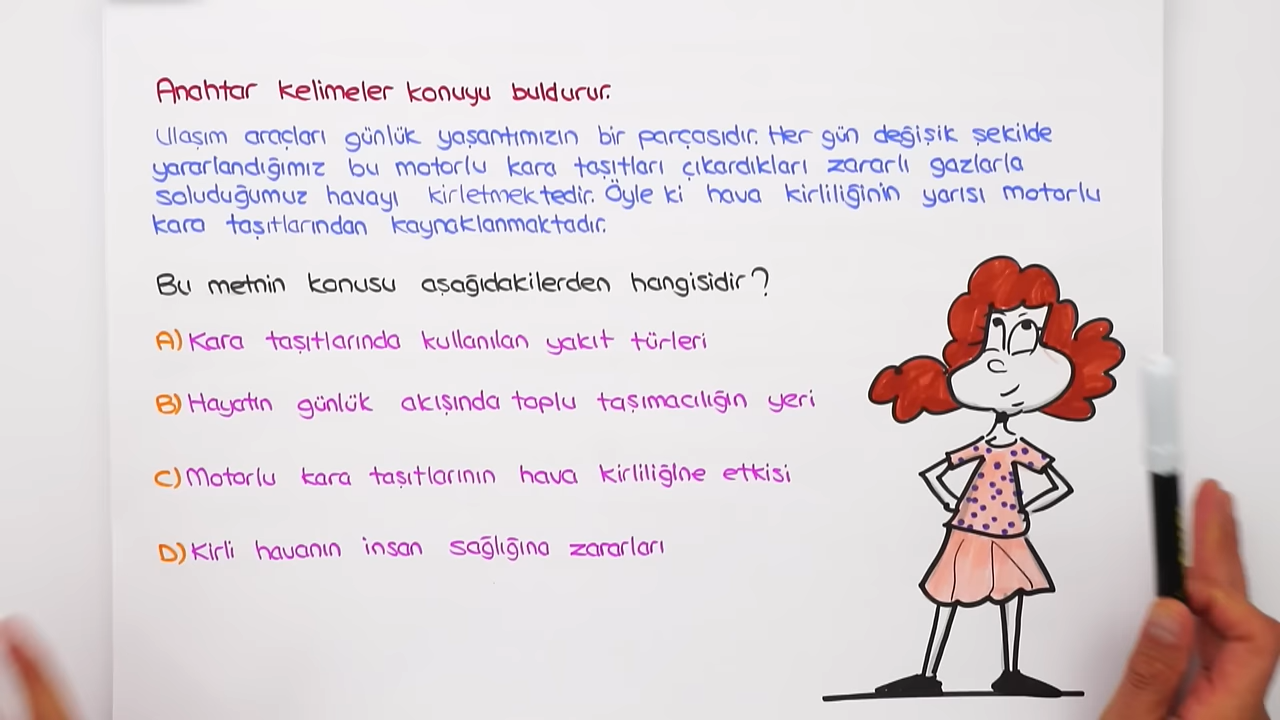 Anahtar kelimeler konuyu buldurur.
Ulaşım araçları günlük yaşantımızın bir parçasıdır. Her gün değişik şekilde
yararlandığımız bu motorlu kara taşıtları çıkardıkları zararlı gazlarla
soluduğumuz havayı kirletmektedir. Öyle ki hava kirliliğinin yarısı motorlu
kara taşıtlarından kaynaklanmaktadır.
Bu metnin konusu aşağıdakilerden hangisidir?
A) Kara taşıtlarında kullanılan yakıt türleri
B) Hayatın günlük akışında toplu taşımacılığın yeri
C) Motorlu kara taşıtlarının hava kirliliğine etkisi
D) Kirli havanın insan sağlığına zararları